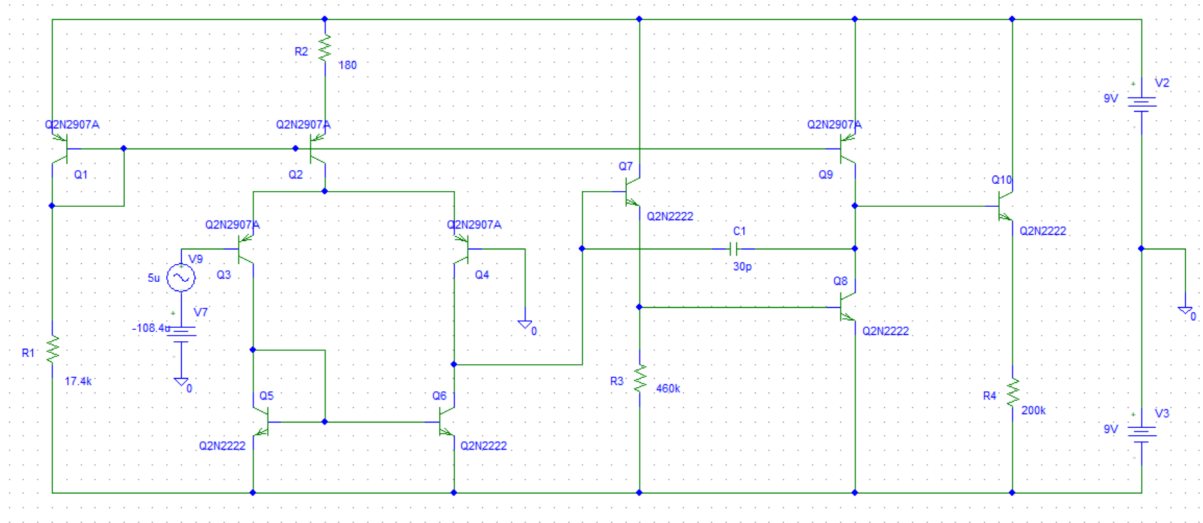 R2
180
9V
V2
Q2N2907A
Q1
Q2N2907A
Q2
Q2N2907A
Q9
Q7
Q2N2222
Q10
Q2N2222
Q2N2907A
Q3
Q2N2907A
Q4
V9
5u
V7
-108.4u
0
0
C1
30p
Q8
Q2N2222
0
R1
17.4k
R3
460k
R4
200k
Q5
Q2N2222
Q6
Q2N2222
V3
9V